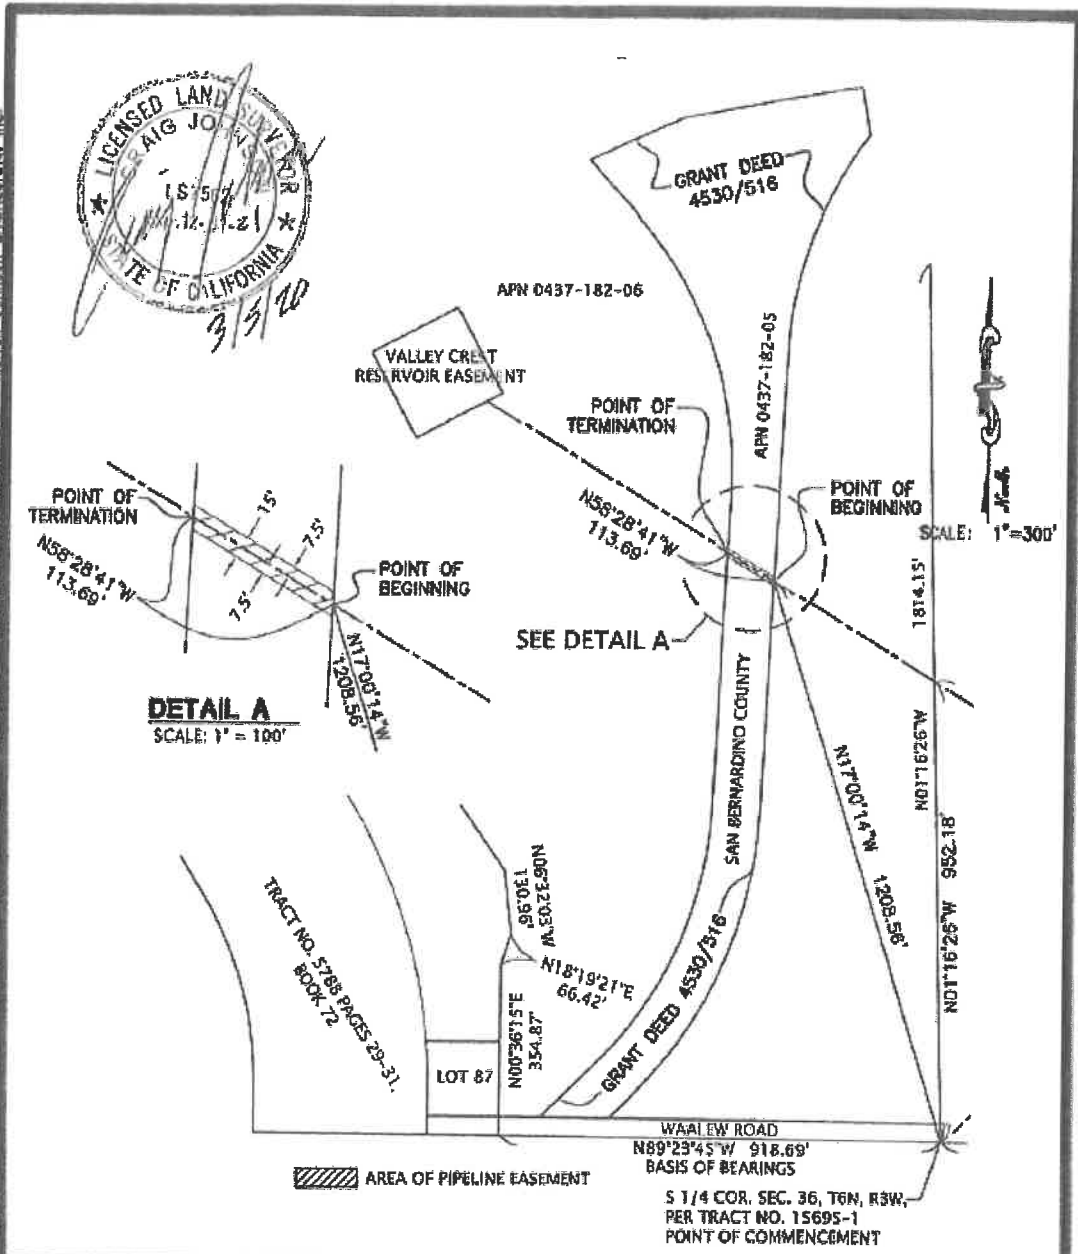 LICENSED LAND SURVEYOR
CRAIG JOHNSON
STATE OF CALIFORNIA
3/5/20
GRANT DEED
4530/516
APN 0437-182-06
VALLEY CREST
RESERVOIR EASEMENT
APN 0437-182-05
POINT OF
TERMINATION
POINT OF
BEGINNING
North
SCALE: 1"=300'
N58°28'41"W
113.69'
SEE DETAIL A
1814.15'
N01°16'26"W
POINT OF
TERMINATION
15'
7.5'
7.5'
N58°28'41"W
113.69'
POINT OF
BEGINNING
N17°00'14"W
1208.56'
DETAIL A
SCALE: 1" = 100'
SAN BERNARDINO COUNTY
N17°00'14"W 1208.56'
N01°16'26"W 952.18'
TRACT NO. 5788 PAGES 29-31,
BOOK 72
N06°32'03"W
130.96'
N18°19'21"E
66.42'
N00°36'15"E
354.87'
LOT 87
GRANT DEED 4530/516
WAALEW ROAD
N89°23'45"W 918.69'
BASIS OF BEARINGS
AREA OF PIPELINE EASEMENT
S 1/4 COR. SEC. 36, T6N, R3W,
PER TRACT NO. 15695-1
POINT OF COMMENCEMENT